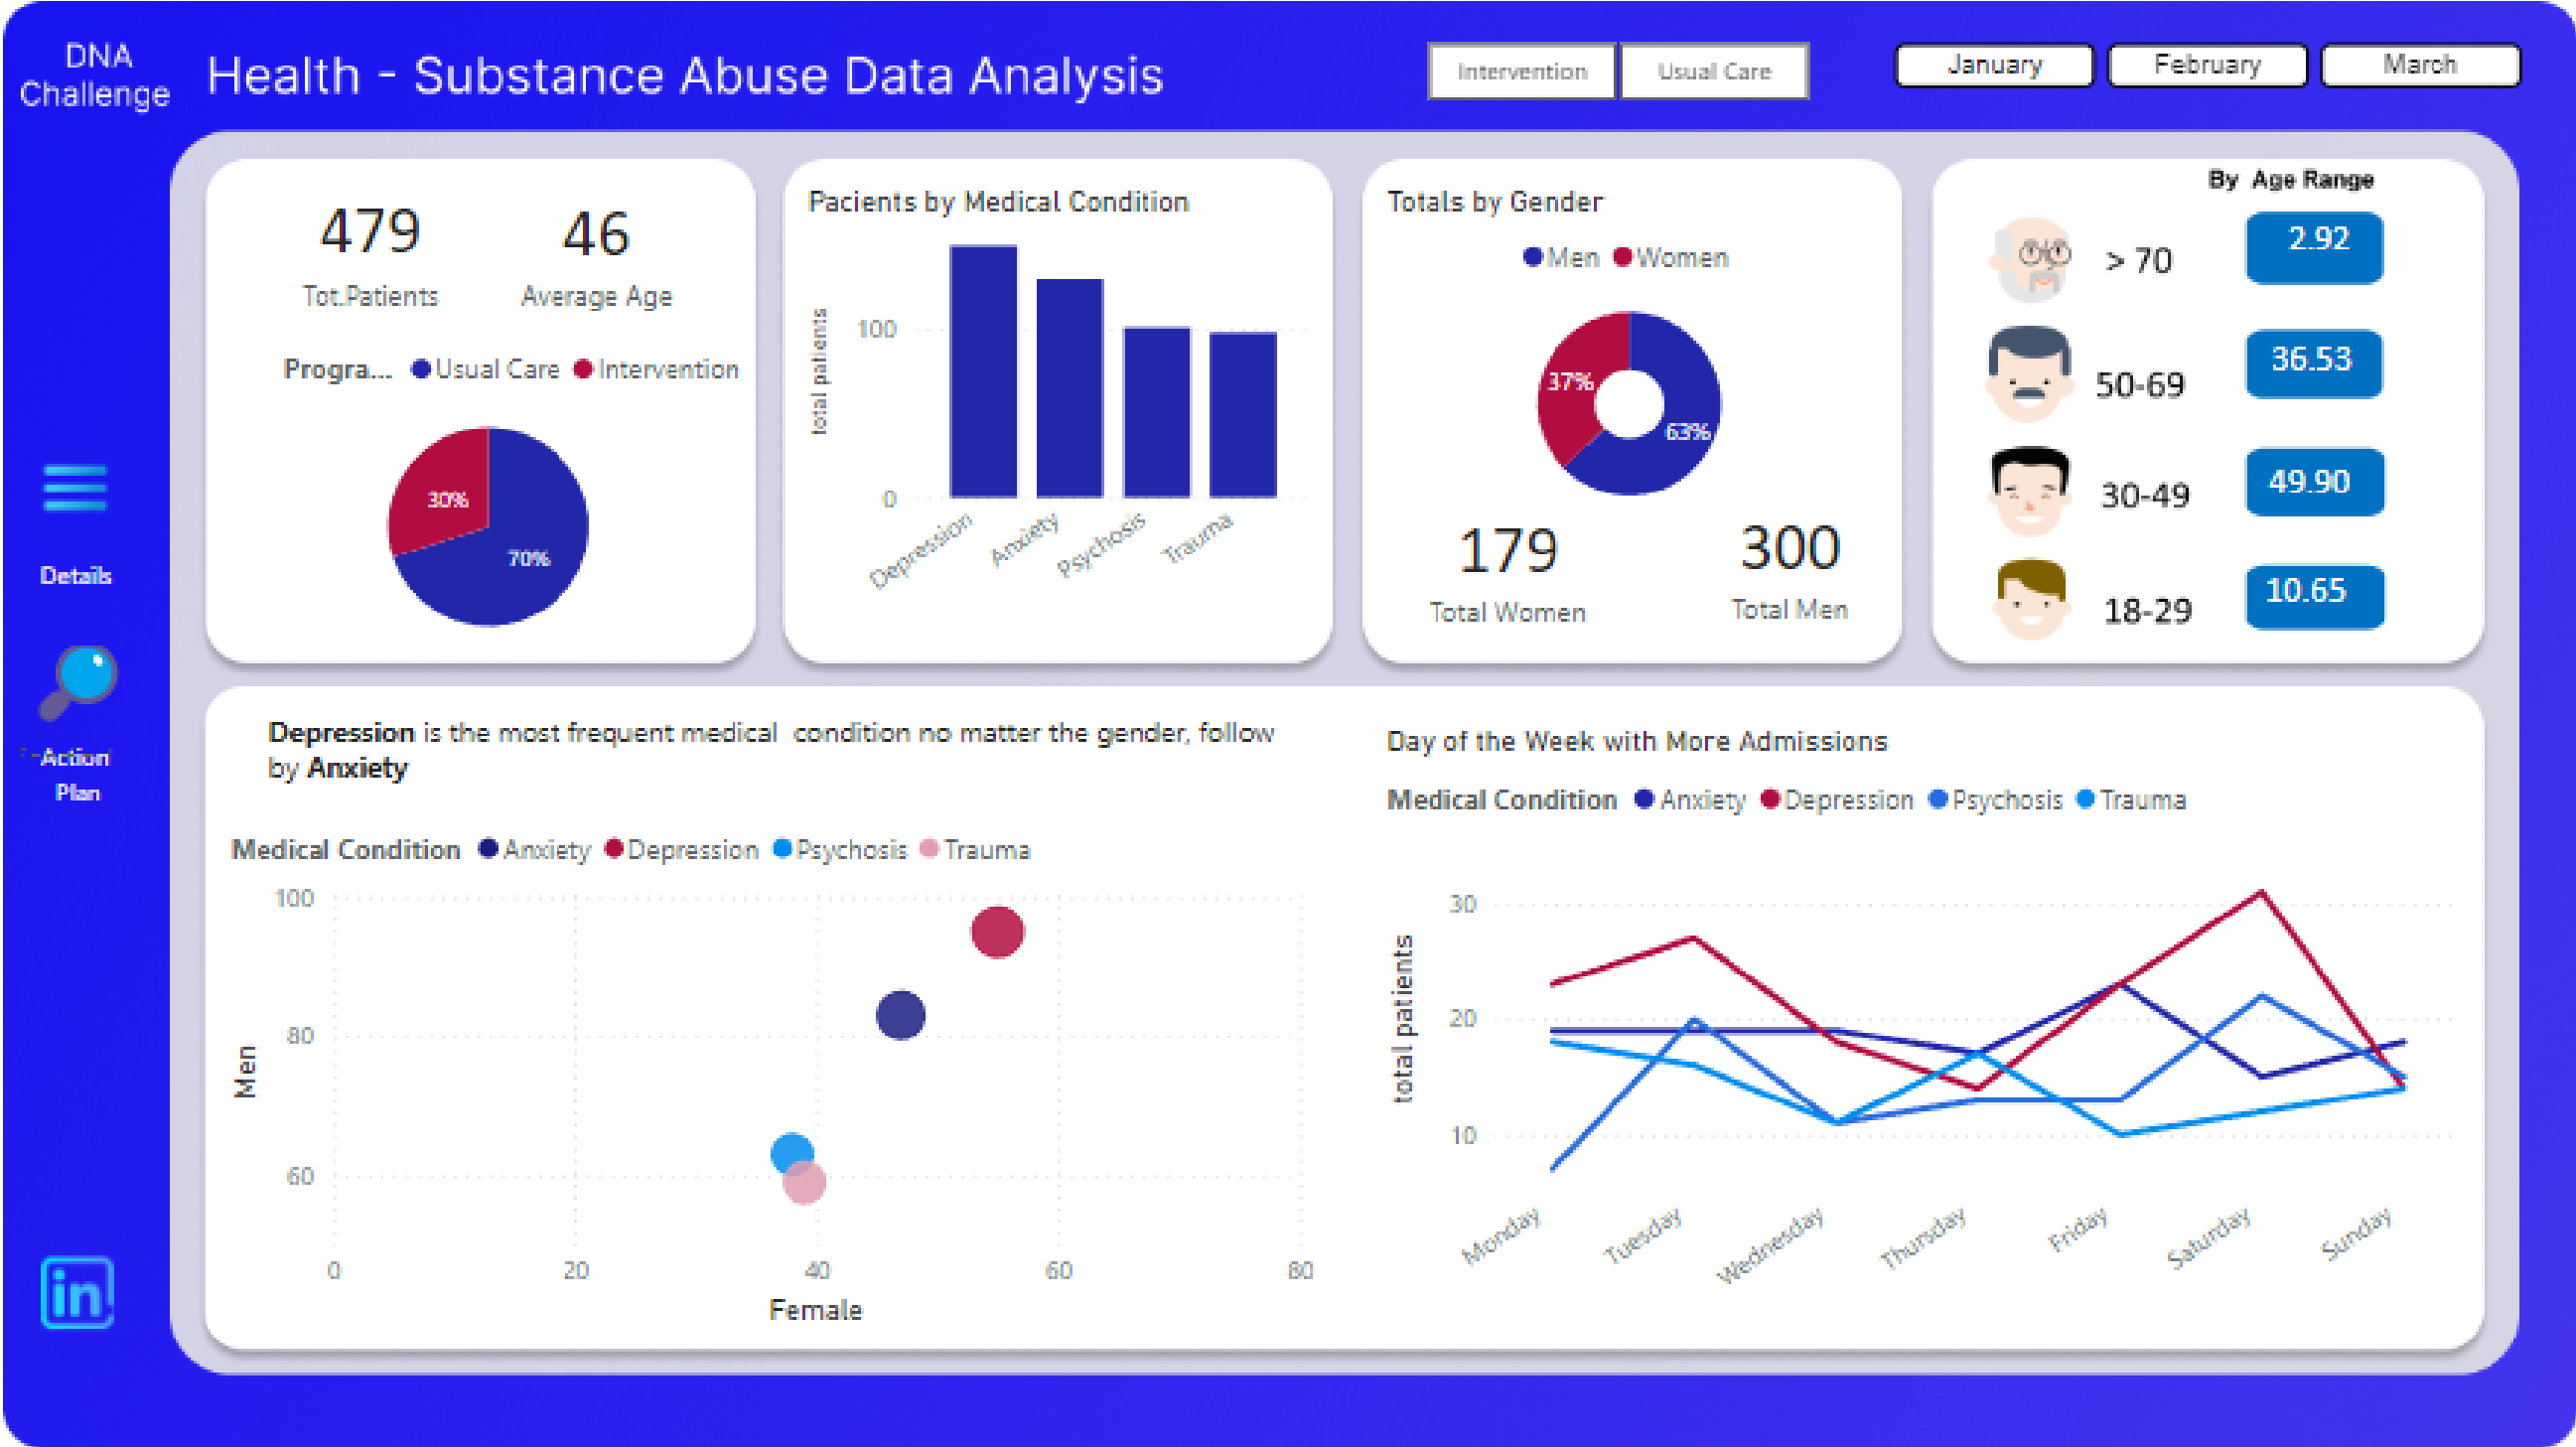 DNA
Challenge
Health - Substance Abuse Data Analysis
Intervention
Usual Care
January
February
March
479
Tot.Patients
46
Average Age
Progra... Usual Care Intervention
30%
70%
Pacients by Medical Condition
total patients
100
0
Depression
Anxiety
Psychosis
Trauma
Totals by Gender
Men Women
37%
63%
179
Total Women
300
Total Men
By Age Range
> 70
2.92
50-69
36.53
30-49
49.90
18-29
10.65
Details
Action
Plan
in
Depression is the most frequent medical condition no matter the gender, follow
by Anxiety
Medical Condition Anxiety Depression Psychosis Trauma
Men
100
80
60
0
20
40
60
80
Female
Day of the Week with More Admissions
Medical Condition Anxiety Depression Psychosis Trauma
total patients
30
20
10
Monday
Tuesday
Wednesday
Thursday
Friday
Saturday
Sunday